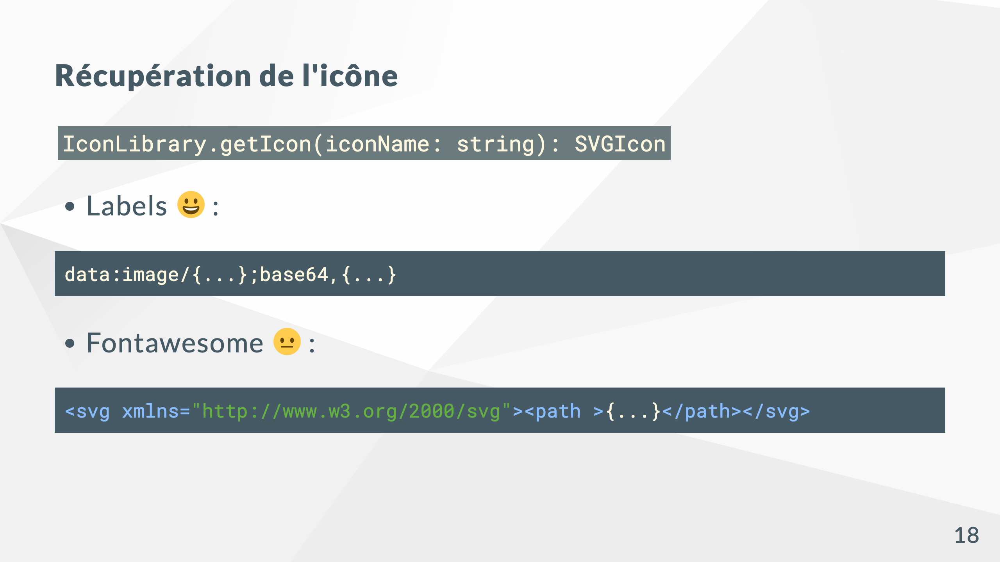 Récupération de l'icône
IconLibrary.getIcon(iconName: string): SVGIcon
• Labels 😃 :
data:image/{...};base64,{...}
• Fontawesome 😐 :
<svg xmlns="http://www.w3.org/2000/svg"><path >{...}</path></svg>
18